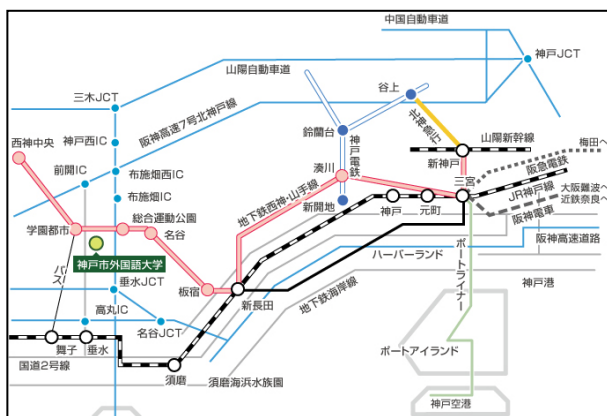 中国自動車道
神戸JCT
山陽自動車道
谷上
三木JCT
阪神高速7号北神戸線
北神急行
鈴蘭台
神戸電鉄
山陽新幹線
神戸西IC
西神中央
前開IC
布施畑西IC
湊川
新神戸
梅田へ
阪急電鉄
三宮
JR神戸線
大阪難波へ
近鉄奈良へ
布施畑IC
地下鉄西神・山手線
新開地
神戸
元町
阪神電車
学園都市
総合運動公園
名谷
神戸市外国語大学
バス
ハーバーランド
ポートライナー
阪神高速道路
神戸港
垂水JCT
板宿
新長田
地下鉄海岸線
高丸IC
名谷JCT
舞子
垂水
国道2号線
須磨
須磨海浜水族園
ポートアイランド
神戸空港